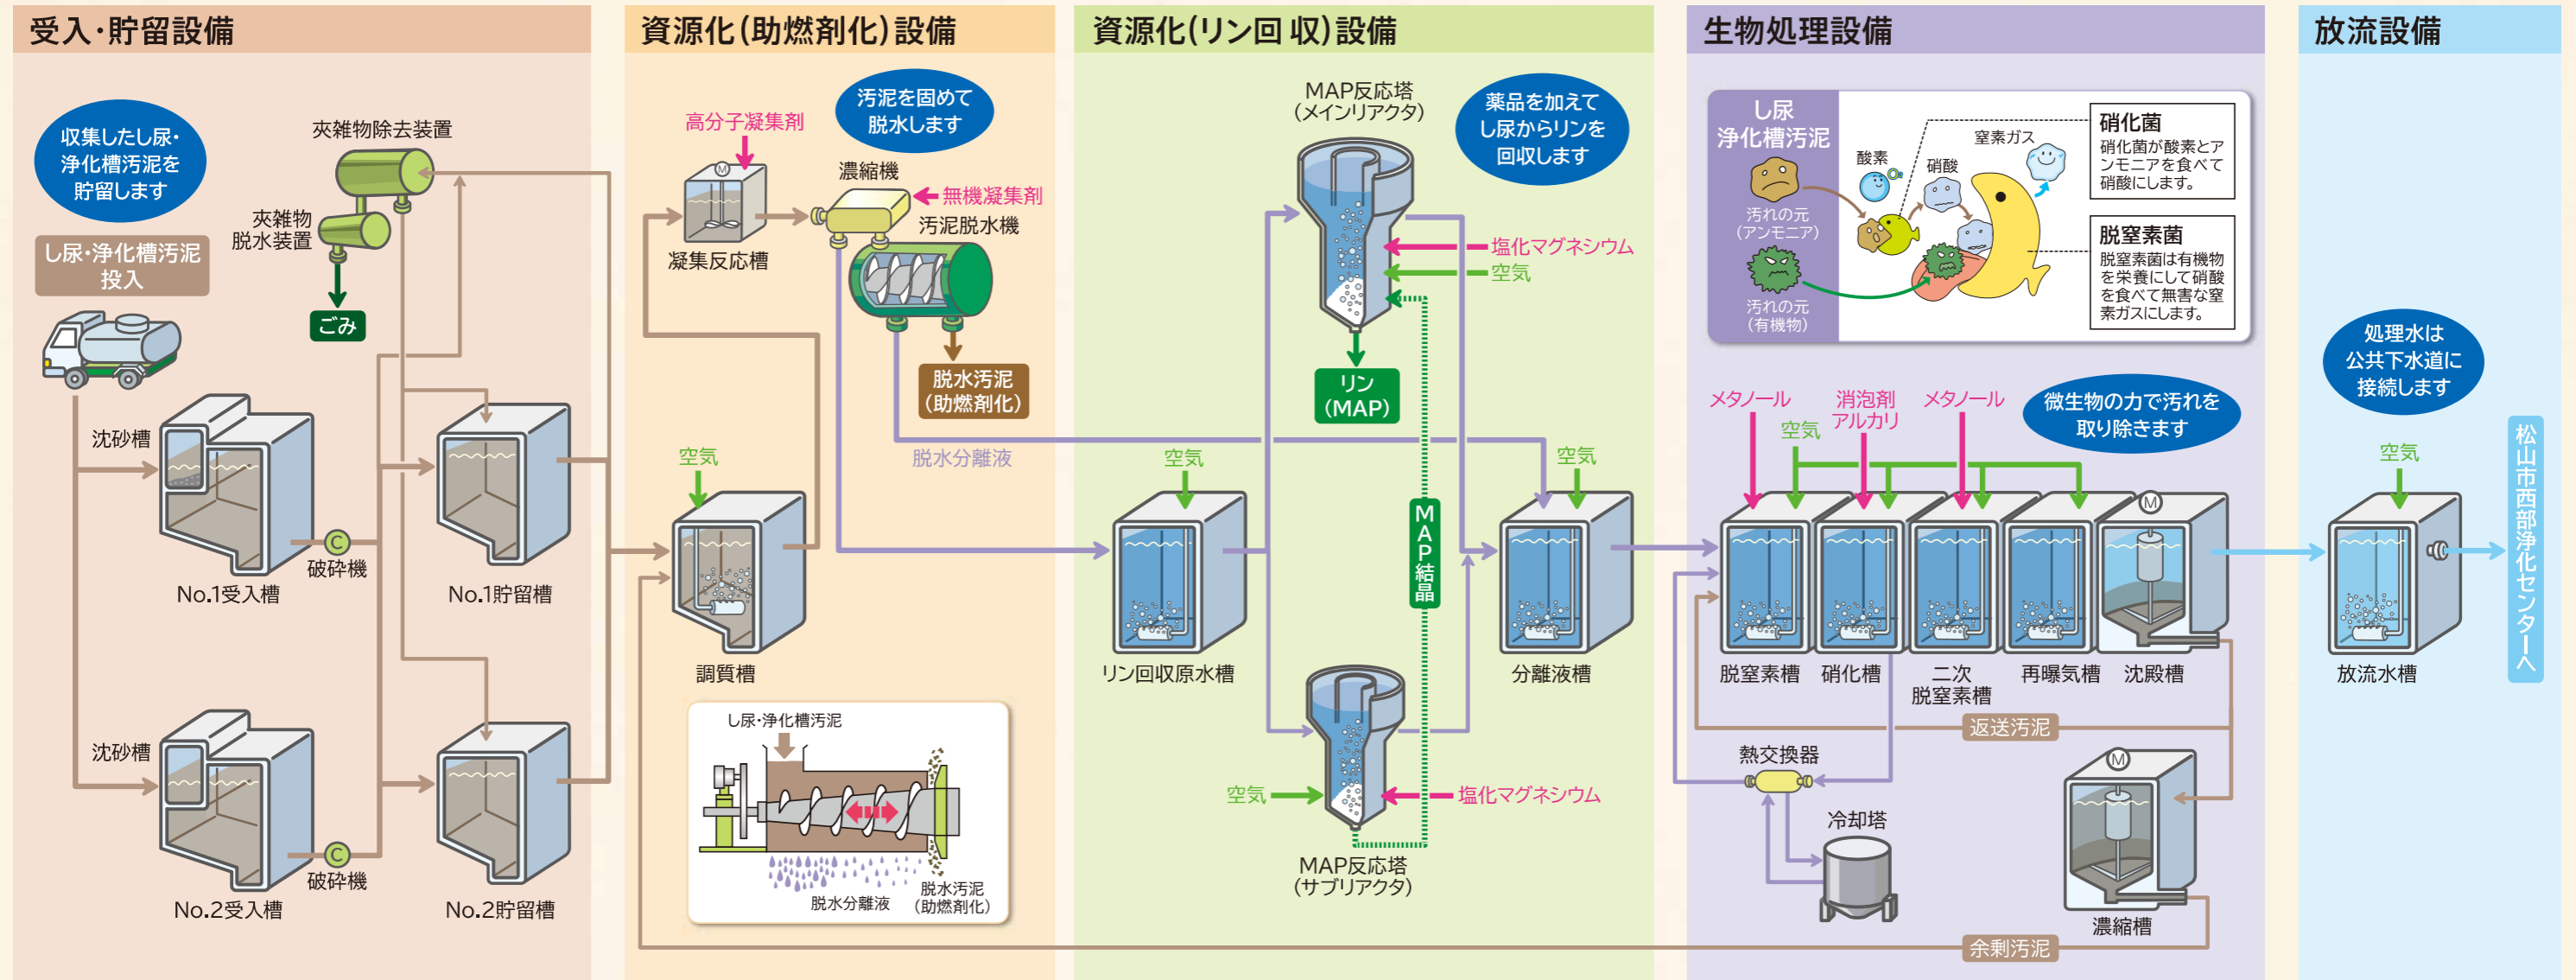 受入・貯留設備
収集したし尿・
浄化槽汚泥を
貯留します
夾雑物除去装置
夾雑物
脱水装置
ごみ
し尿・浄化槽汚泥
投入
沈砂槽
C
破砕機
No.1受入槽
No.1貯留槽
沈砂槽
C
破砕機
No.2受入槽
No.2貯留槽
資源化(助燃剤化)設備
汚泥を固めて
脱水します
高分子凝集剤
M
濃縮機
無機凝集剤
汚泥脱水機
凝集反応槽
脱水汚泥
(助燃剤化)
空気
脱水分離液
調質槽
し尿・浄化槽汚泥
脱水分離液
脱水汚泥
(助燃剤化)
資源化(リン回 収)設備
MAP反応塔
(メインリアクタ)
薬品を加えて
し尿からリンを
回収します
塩化マグネシウム
空気
リン
(MAP)
空気
空気
MAP結晶
リン回収原水槽
分離液槽
空気
塩化マグネシウム
MAP反応塔
(サブリアクタ)
生物処理設備
し尿
浄化槽汚泥
汚れの元
(アンモニア)
汚れの元
(有機物)
酸素
硝酸
窒素ガス
硝化菌
硝化菌が酸素とア
ンモニアを食べて
硝酸にします。
脱窒素菌
脱窒素菌は有機物
を栄養にして硝酸
を食べて無害な窒
素ガスにします。
メタノール
空気
消泡剤
アルカリ
メタノール
微生物の力で汚れを
取り除きます
M
脱窒素槽
硝化槽
二次
脱窒素槽
再曝気槽
沈殿槽
返送汚泥
熱交換器
冷却塔
M
濃縮槽
余剰汚泥
放流設備
処理水は
公共下水道に
接続します
空気
放流水槽
松山市西部浄化センターへ